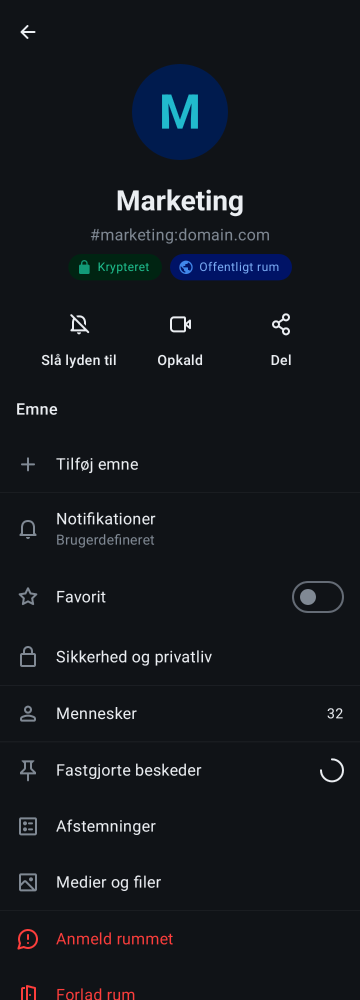 M
Marketing
#marketing:domain.com
Krypteret
Offentligt rum
Slå lyden til
Opkald
Del
Emne
Tilføj emne
Notifikationer
Brugerdefineret
Favorit
Sikkerhed og privatliv
Mennesker 32
Fastgjorte beskeder
Afstemninger
Medier og filer
Anmeld rummet
Forlad rum